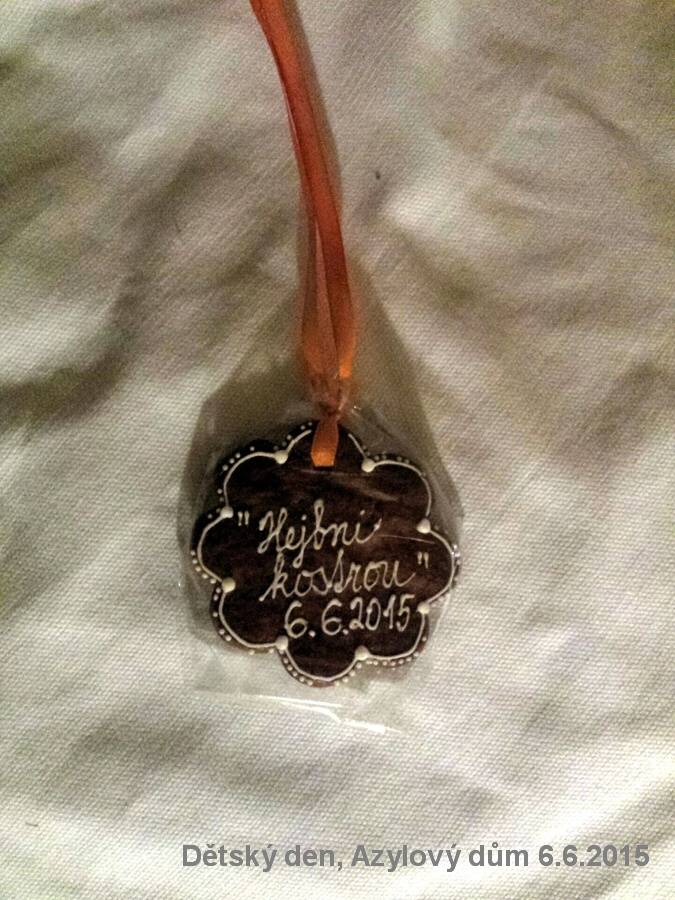 "Hejbni
kostrou"
6.6.2015
Dětský den, Azylový dům 6.6.2015